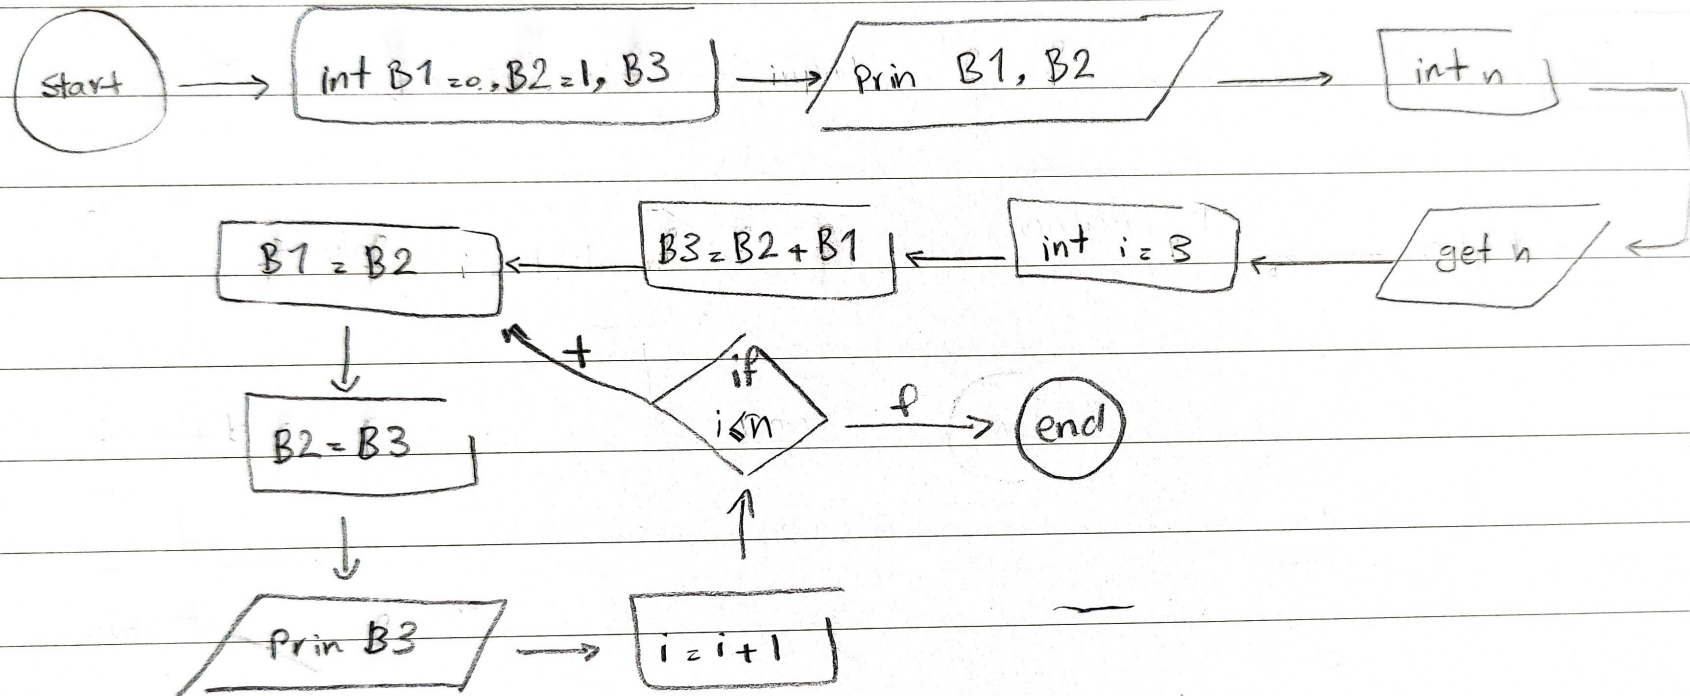 start
int B1=0, B2=1, B3
Prin B1, B2
int n
get n
int i=3
B3=B2+B1
B1=B2
B2=B3
Prin B3
i=i+1
if
i≤n
+
f
end